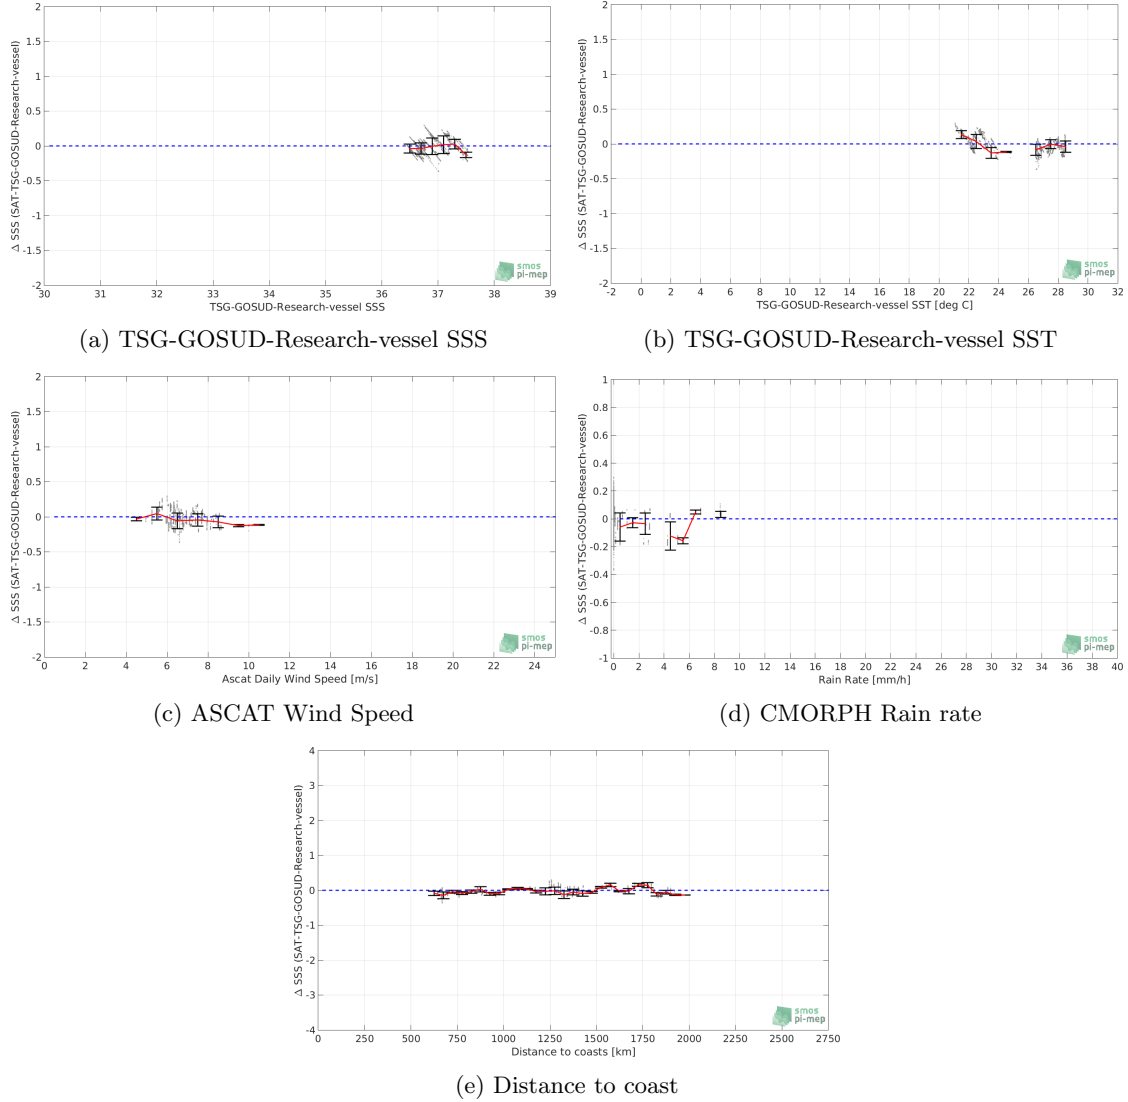 2
1.5
1
0.5
0
-0.5
-1
-1.5
-2
Δ SSS (SAT-TSG-GOSUD-Research-vessel)
30 31 32 33 34 35 36 37 38 39
TSG-GOSUD-Research-vessel SSS
smos
pi-mep
(a) TSG-GOSUD-Research-vessel SSS
2
1.5
1
0.5
0
-0.5
-1
-1.5
-2
Δ SSS (SAT-TSG-GOSUD-Research-vessel)
-2 0 2 4 6 8 10 12 14 16 18 20 22 24 26 28 30 32
TSG-GOSUD-Research-vessel SST [deg C]
smos
pi-mep
(b) TSG-GOSUD-Research-vessel SST
2
1.5
1
0.5
0
-0.5
-1
-1.5
-2
Δ SSS (SAT-TSG-GOSUD-Research-vessel)
0 2 4 6 8 10 12 14 16 18 20 22 24
Ascat Daily Wind Speed [m/s]
smos
pi-mep
(c) ASCAT Wind Speed
1
0.8
0.6
0.4
0.2
0
-0.2
-0.4
-0.6
-0.8
-1
Δ SSS (SAT-TSG-GOSUD-Research-vessel)
0 2 4 6 8 10 12 14 16 18 20 22 24 26 28 30 32 34 36 38 40
Rain Rate [mm/h]
smos
pi-mep
(d) CMORPH Rain rate
4
3
2
1
0
-1
-2
-3
-4
Δ SSS (SAT-TSG-GOSUD-Research-vessel)
0 250 500 750 1000 1250 1500 1750 2000 2250 2500 2750
Distance to coasts [km]
smos
pi-mep
(e) Distance to coast